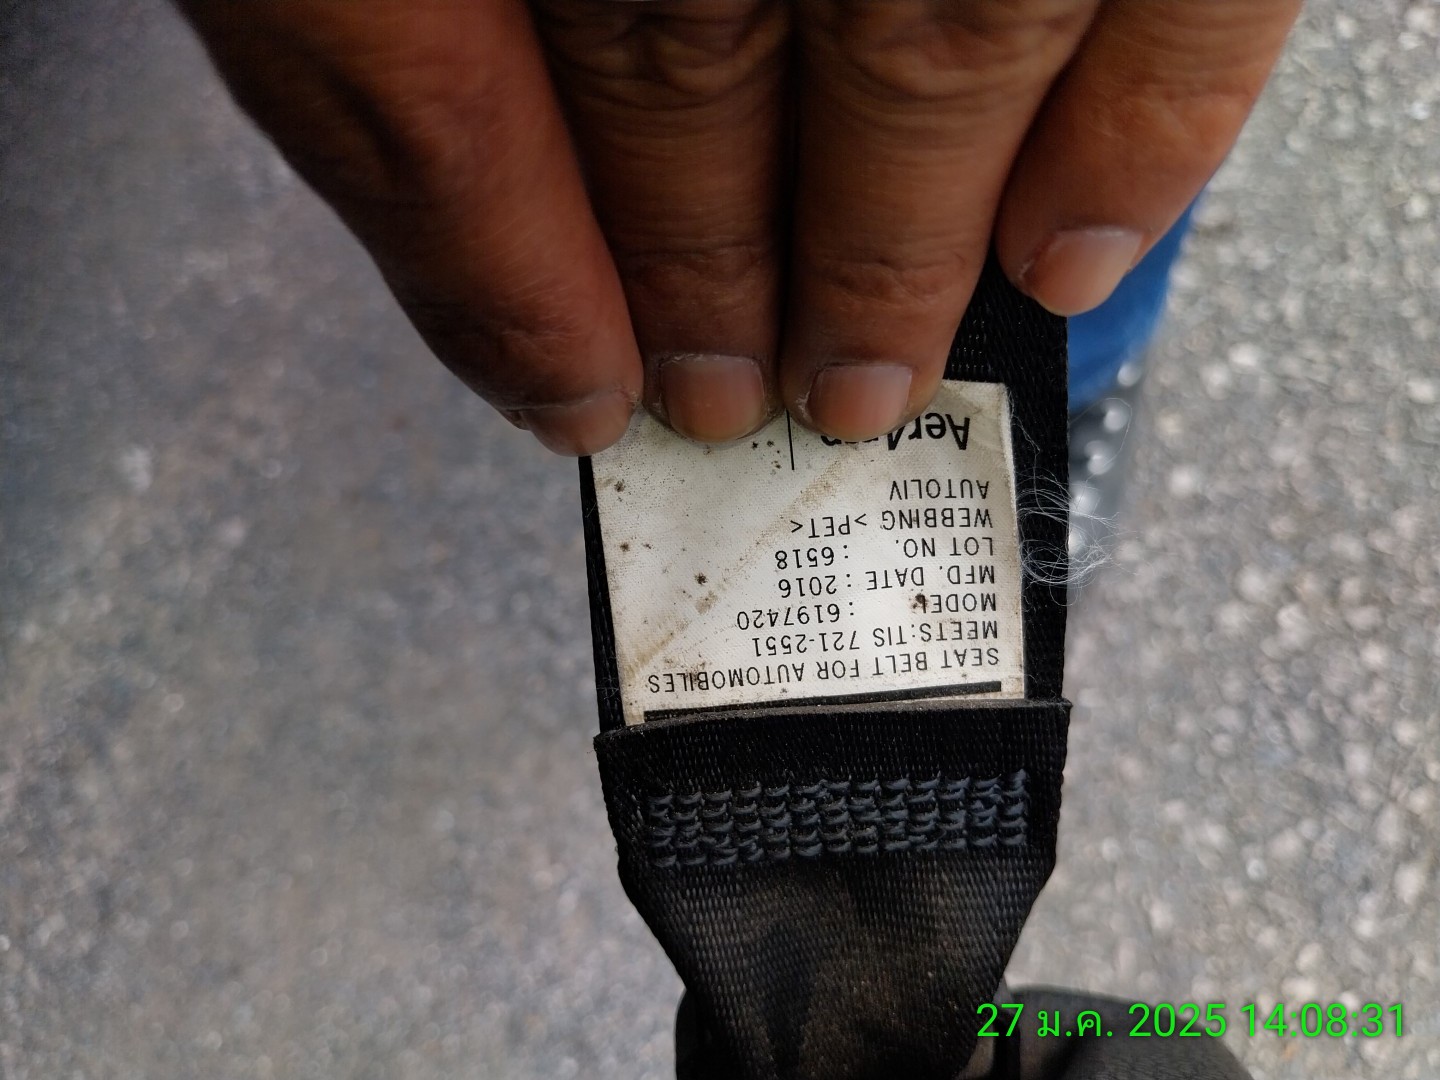 SEAT BELT FOR AUTOMOBILES
MEETS:TIS 721-2551
MODEL : 6197420
MFD. DATE : 2016
LOT NO. : 6518
WEBBING >PET<
AUTOLIV
27 ม.ค. 2025 14:08:31